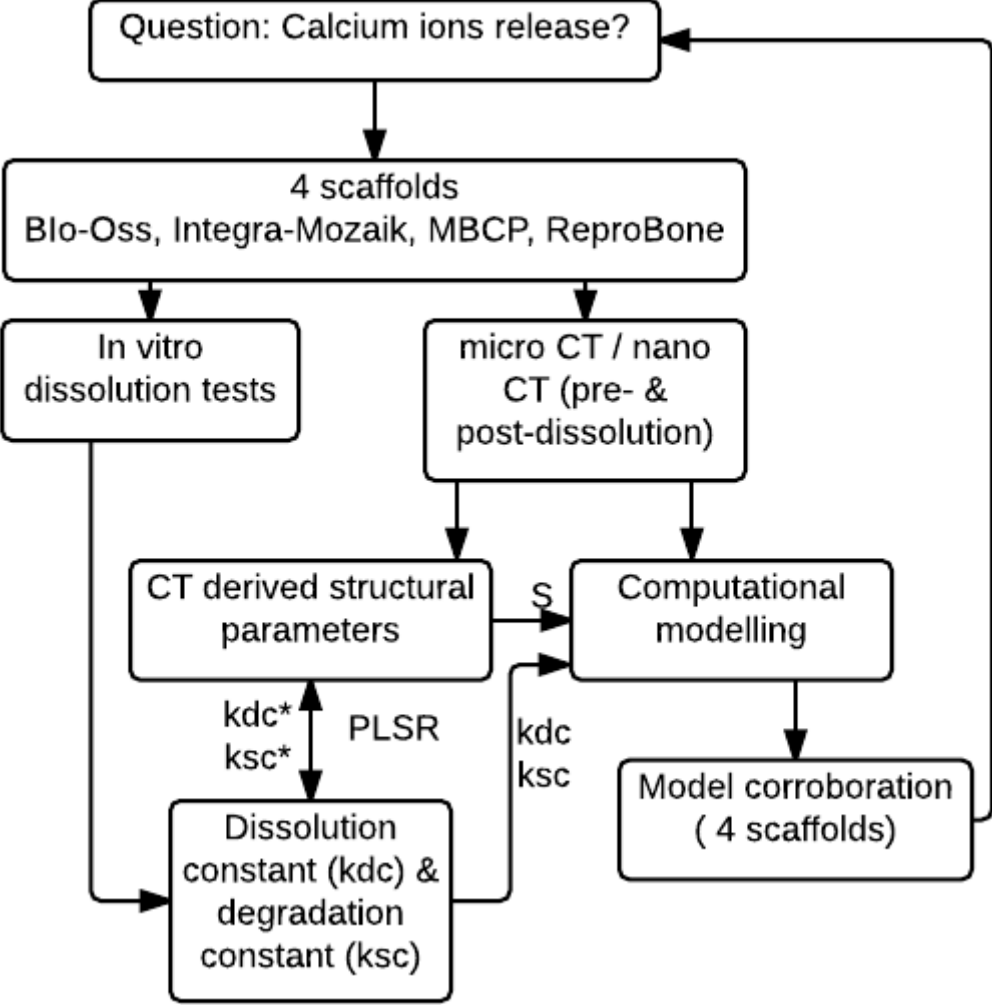 Question: Calcium ions release?
4 scaffolds
BIo-Oss, Integra-Mozaik, MBCP, ReproBone
In vitro
dissolution tests
micro CT / nano
CT (pre- &
post-dissolution)
CT derived structural
parameters
S
Computational
modelling
kdc*
ksc*
PLSR
kdc
ksc
Model corroboration
( 4 scaffolds)
Dissolution
constant (kdc) &
degradation
constant (ksc)